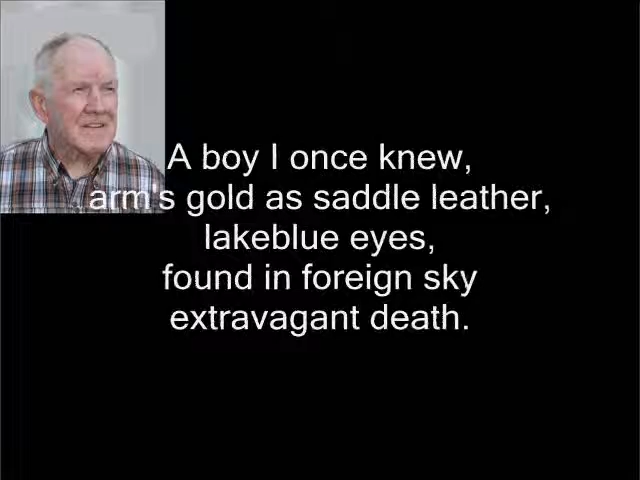 A boy I once knew,
arm's gold as saddle leather,
lakeblue eyes,
found in foreign sky
extravagant death.